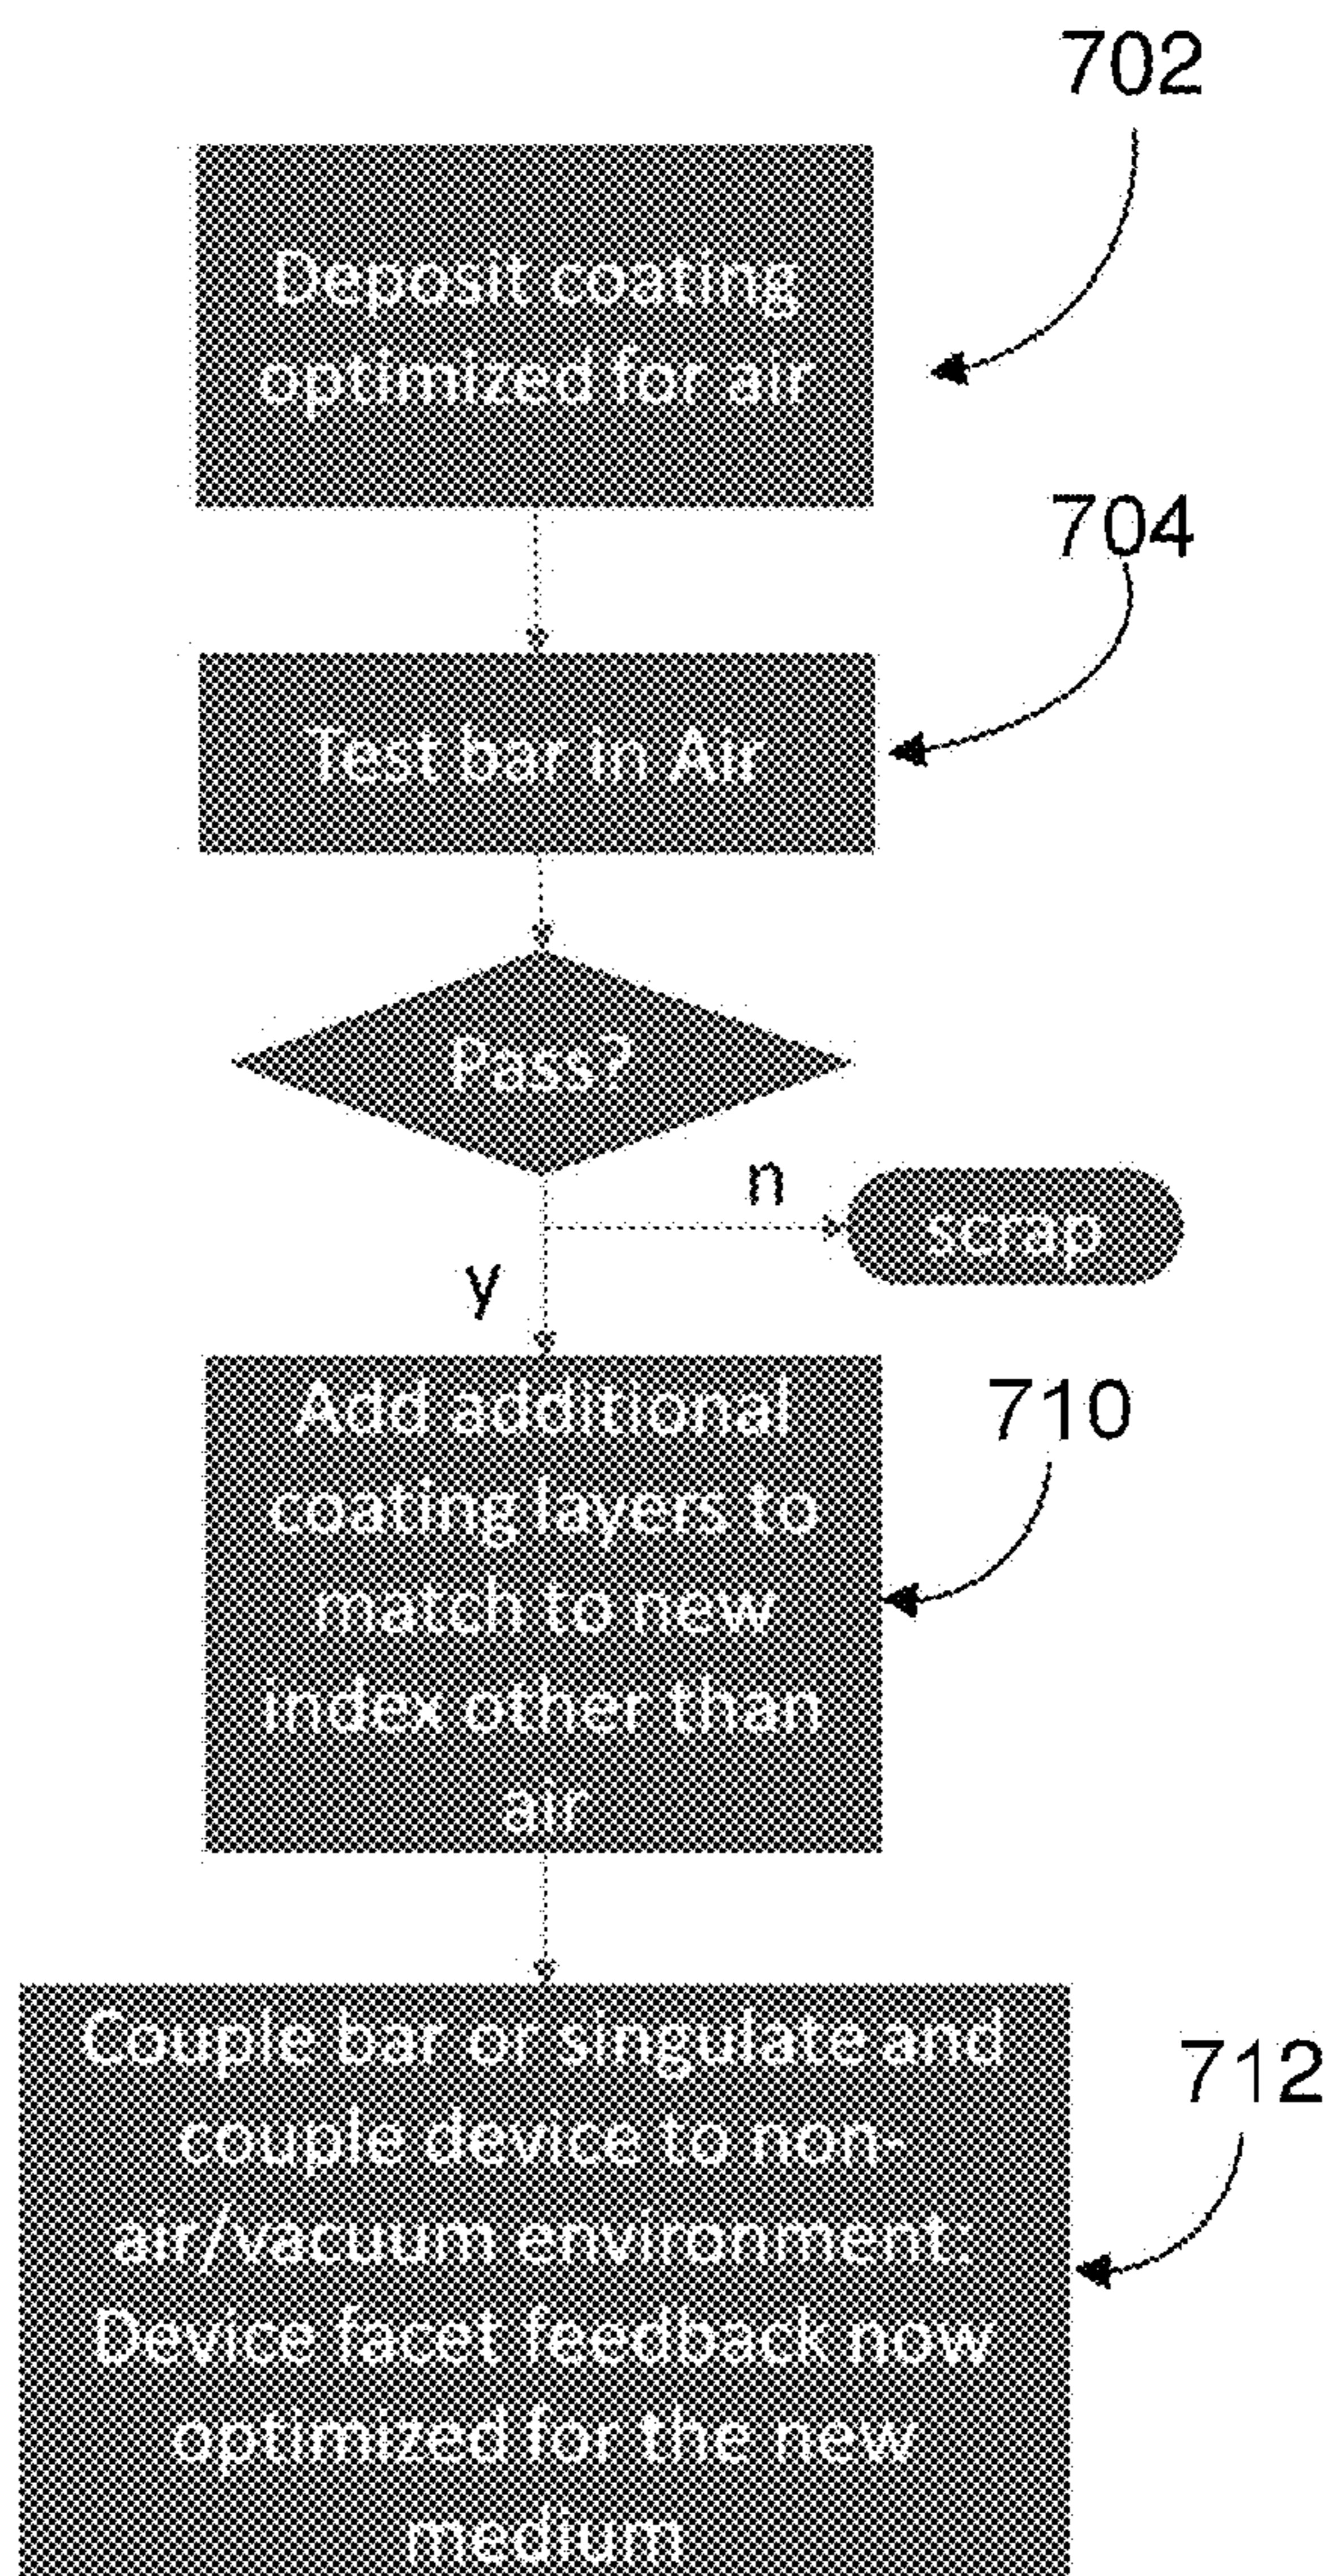 702
Deposit coating
optimized for air
704
Test bar in Air
Pass?
n
scrap
y
Add additional
coating layers to
match to new
index other than
air
710
Couple bar or singulate and
couple device to non-
air/vacuum environment.
Device facet feedback now
optimized for the new
medium
712